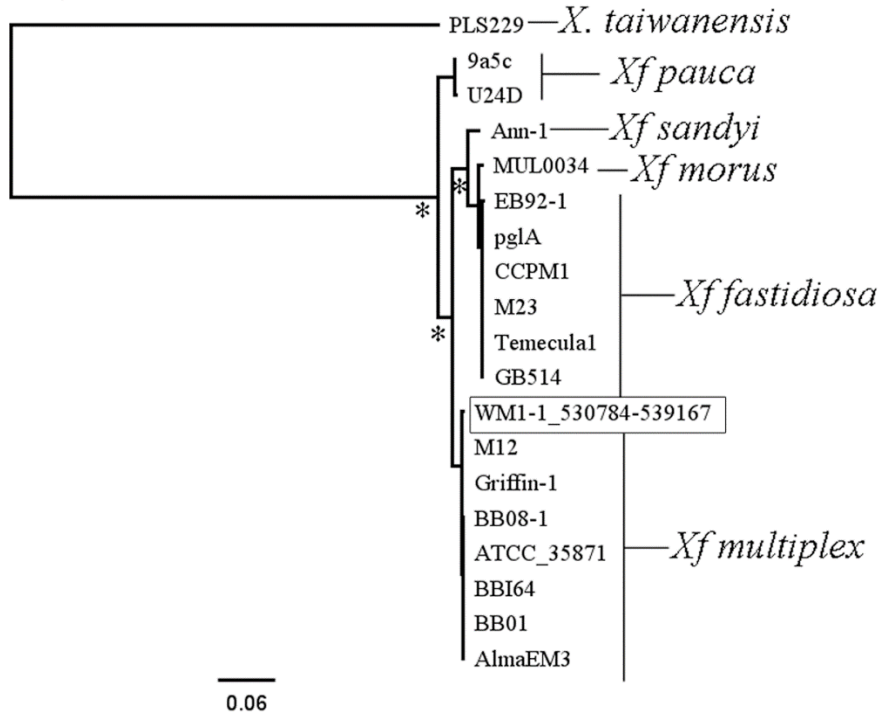 PLS229 X. taiwanensis
9a5c
Xf pauca
U24D
Ann-1 Xf sandyi
MUL0034 Xf morus
*
EB92-1
*
pglA
CCPM1
Xf fastidiosa
M23
*
Temecula1
GB514
WM1-1_530784-539167
M12
Griffin-1
BB08-1
ATCC_35871 Xf multiplex
BBI64
BB01
AlmaEM3
0.06